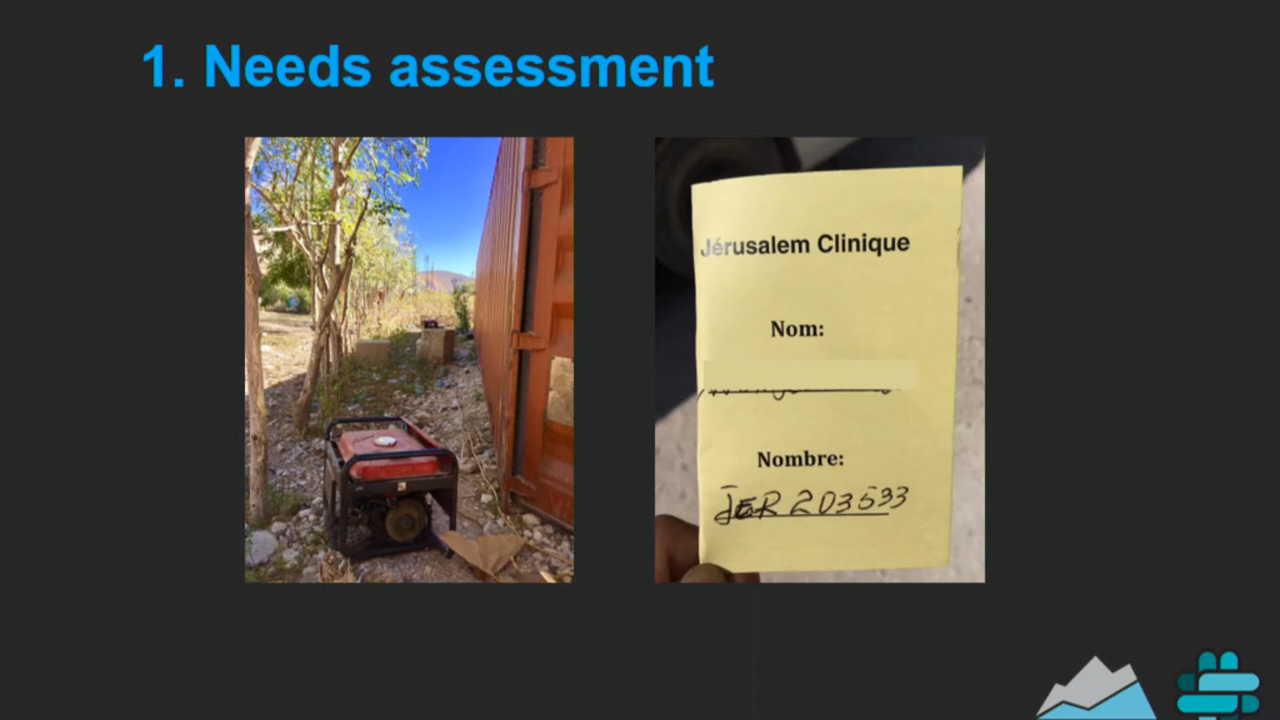 1. Needs assessment
Jérusalem Clinique
Nom:
Nombre:
JER 203533